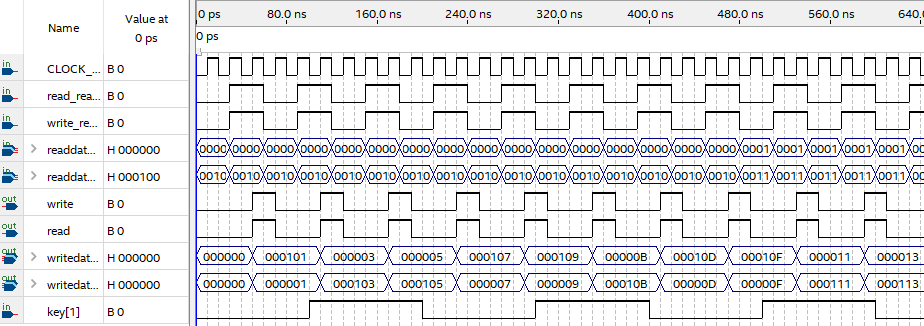 Name Value at 0 ps
0 ps 80.0 ns 160.0 ns 240.0 ns 320.0 ns 400.0 ns 480.0 ns 560.0 ns 640.
0 ps
in CLOCK_... B 0
in read_rea... B 0
in write_re... B 0
in readdat... H 000000 0000 0000 0000 0000 0000 0000 0000 0000 0000 0000 0000 0000 0000 0000 0000 0000 0001 0001 0001 0001 0001
in readdat... H 000100 0010 0010 0010 0010 0010 0010 0010 0010 0010 0010 0010 0010 0010 0010 0010 0010 0011 0011 0011 0011 0011
out write B 0
out read B 0
out writedat... H 000000 000000 000101 000003 000005 000107 000109 00000B 00010D 00010F 000011 000013
out writedat... H 000000 000000 000001 000103 000105 000007 000009 00010B 00000D 00000F 000111 000113
in key[1] B 0